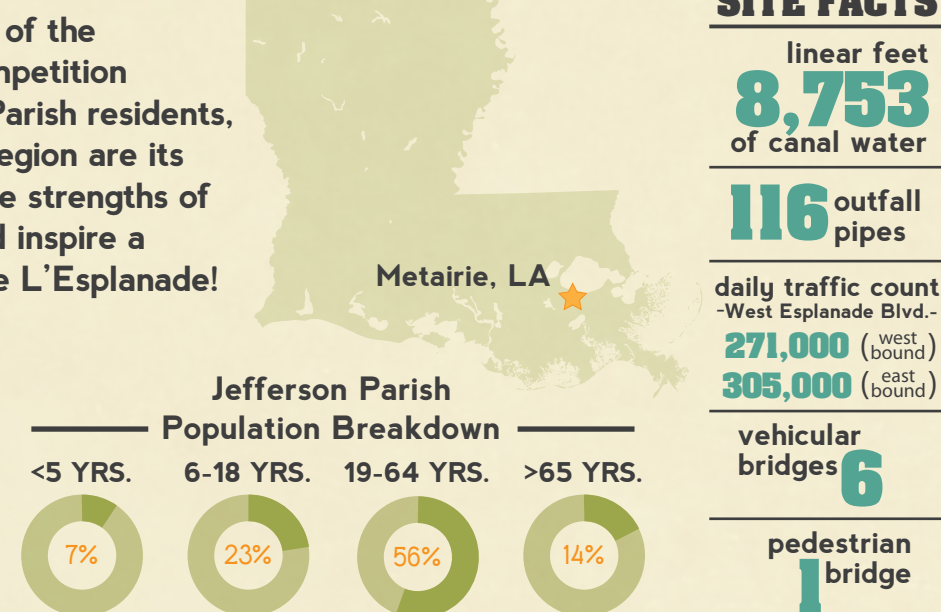 of the
mpetition
Parish residents,
egion are its
e strengths of
d inspire a
e L'Esplanade!
Metairie, LA
Jefferson Parish
Population Breakdown
<5 YRS.
6-18 YRS.
19-64 YRS.
>65 YRS.
7%
23%
56%
14%
SITE FACTS
linear feet
8,753
of canal water
116 outfall
pipes
daily traffic count
-West Esplanade Blvd.-
271,000 (west
bound)
305,000 (east
bound)
vehicular
bridges 6
pedestrian
1 bridge